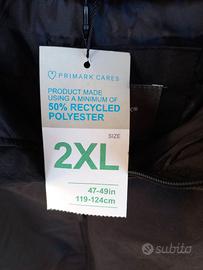 PRIMARK CARES
PRODUCT MADE
USING A MINIMUM OF
50% RECYCLED
POLYESTER
SIZE
2XL
47-49in
119-124cm
subito